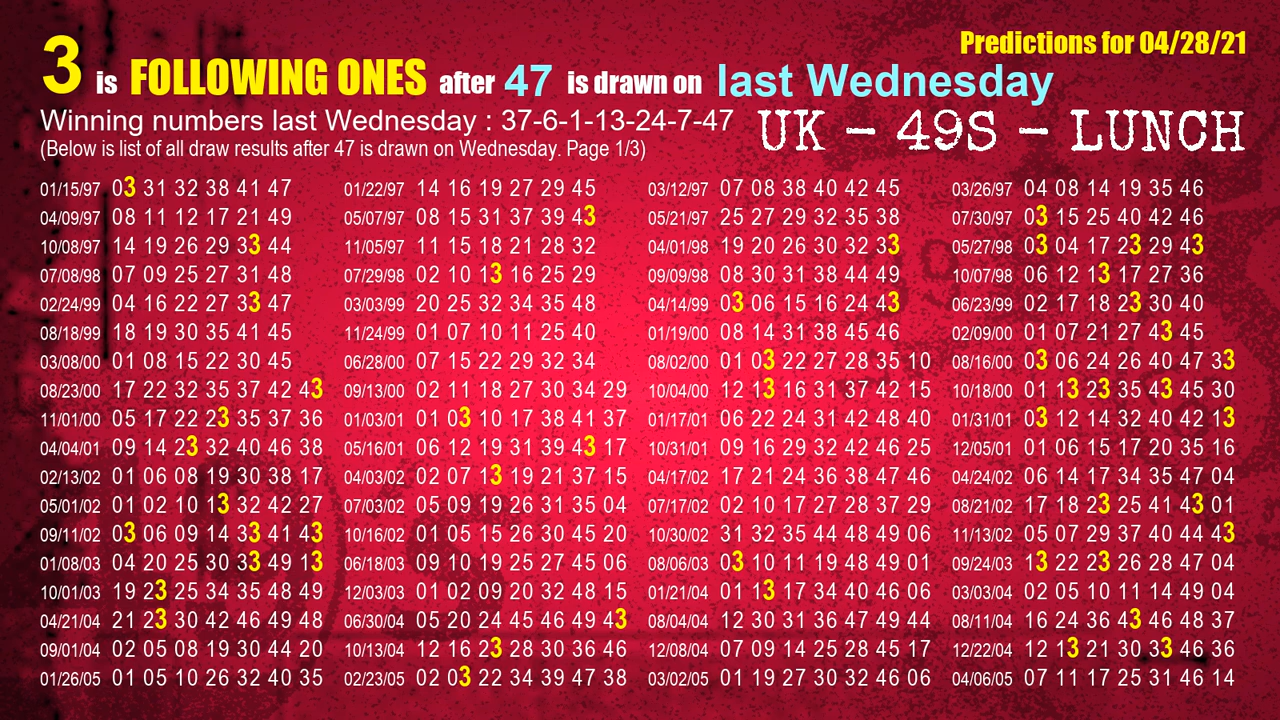 Predictions for 04/28/21
3 is FOLLOWING ONES after 47 is drawn on last Wednesday
Winning numbers last Wednesday : 37-6-1-13-24-7-47 UK - 49S - LUNCH
(Below is list of all draw results after 47 is drawn on Wednesday. Page 1/3)
01/15/97 03 31 32 38 41 47 01/22/97 14 16 19 27 29 45 03/12/97 07 08 38 40 42 45 03/26/97 04 08 14 19 35 46
04/09/97 08 11 12 17 21 49 05/07/97 08 15 31 37 39 43 05/21/97 25 27 29 32 35 38 07/30/97 03 15 25 40 42 46
10/08/97 14 19 26 29 33 44 11/05/97 11 15 18 21 28 32 04/01/98 19 20 26 30 32 33 05/27/98 03 04 17 23 29 43
07/08/98 07 09 25 27 31 48 07/29/98 02 10 13 16 25 29 09/09/98 08 30 31 38 44 49 10/07/98 06 12 13 17 27 36
02/24/99 04 16 22 27 33 47 03/03/99 20 25 32 34 35 48 04/14/99 03 06 15 16 24 43 06/23/99 02 17 18 23 30 40
08/18/99 18 19 30 35 41 45 11/24/99 01 07 10 11 25 40 01/19/00 08 14 31 38 45 46 02/09/00 01 07 21 27 43 45
03/08/00 01 08 15 22 30 45 06/28/00 07 15 22 29 32 34 08/02/00 01 03 22 27 28 35 10 08/16/00 03 06 24 26 40 47 33
08/23/00 17 22 32 35 37 42 43 09/13/00 02 11 18 27 30 34 29 10/04/00 12 13 16 31 37 42 15 10/18/00 01 13 23 35 43 45 30
11/01/00 05 17 22 23 35 37 36 01/03/01 01 03 10 17 38 41 37 01/17/01 06 22 24 31 42 48 40 01/31/01 03 12 14 32 40 42 13
04/04/01 09 14 23 32 40 46 38 05/16/01 06 12 19 31 39 43 17 10/31/01 09 16 29 32 42 46 25 12/05/01 01 06 15 17 20 35 16
02/13/02 01 06 08 19 30 38 17 04/03/02 02 07 13 19 21 37 15 04/17/02 17 21 24 36 38 47 46 04/24/02 06 14 17 34 35 47 04
05/01/02 01 02 10 13 32 42 27 07/03/02 05 09 19 26 31 35 04 07/17/02 02 10 17 27 28 37 29 08/21/02 17 18 23 25 41 43 01
09/11/02 03 06 09 14 33 41 43 10/16/02 01 05 15 26 30 45 20 10/30/02 31 32 35 44 48 49 06 11/13/02 05 07 29 37 40 44 43
01/08/03 04 20 25 30 33 49 13 06/18/03 09 10 19 25 27 45 06 08/06/03 03 10 11 19 48 49 01 09/24/03 13 22 23 26 28 47 04
10/01/03 19 23 25 34 35 48 49 12/03/03 01 02 09 20 32 48 15 01/21/04 01 13 17 34 40 46 06 03/03/04 02 05 10 11 14 49 04
04/21/04 21 23 30 42 46 49 48 06/30/04 05 20 24 45 46 49 43 08/04/04 12 30 31 36 47 49 44 08/11/04 16 24 36 43 46 48 37
09/01/04 02 05 08 19 30 44 20 10/13/04 12 16 23 28 30 36 46 12/08/04 07 09 14 25 28 45 17 12/22/04 12 13 21 30 33 46 36
01/26/05 01 05 10 26 32 40 35 02/23/05 02 03 22 34 39 47 38 03/02/05 01 19 27 30 32 46 06 04/06/05 07 11 17 25 31 46 14